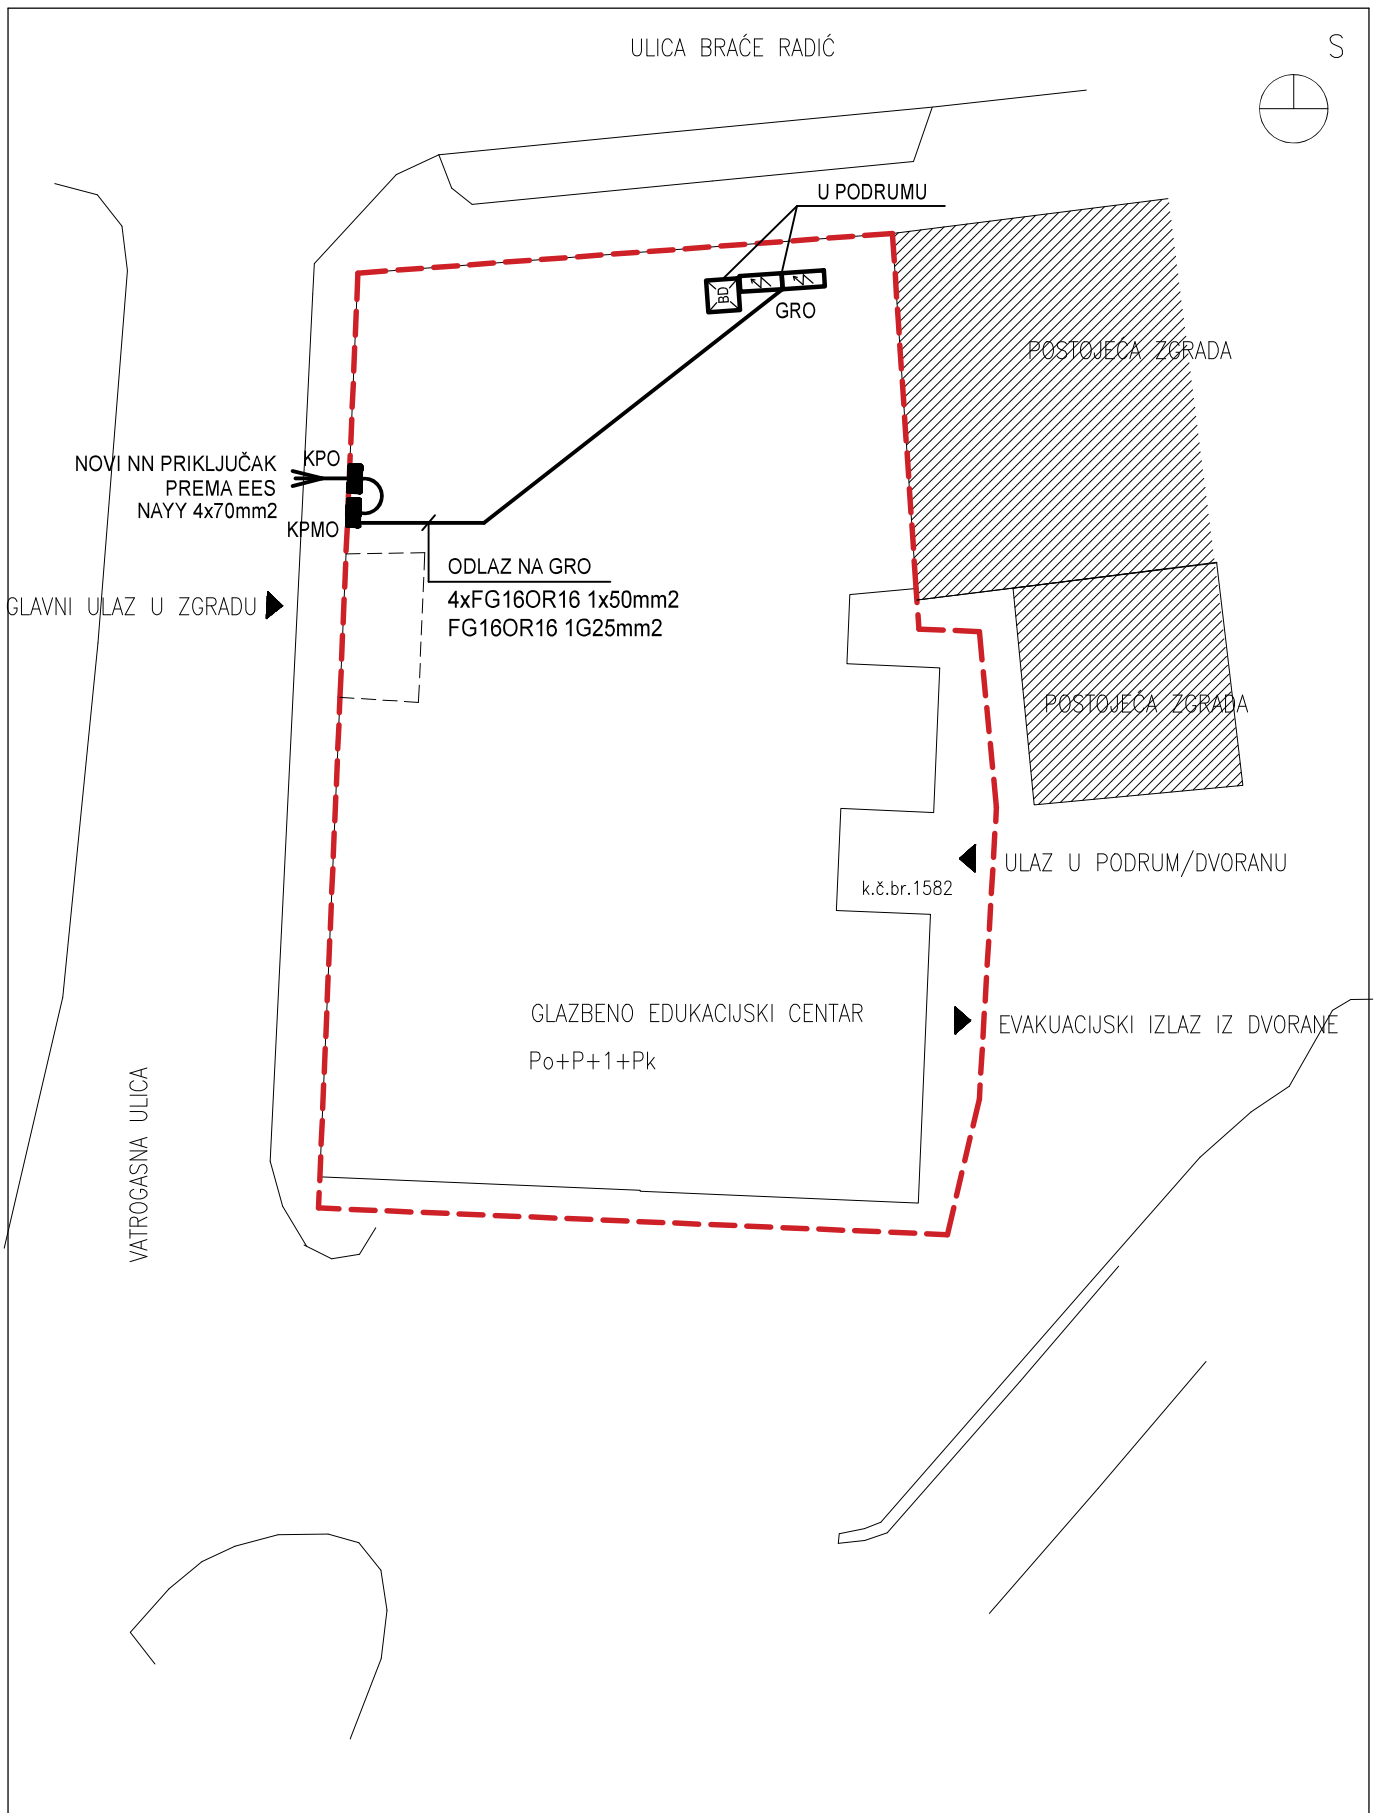 ULICA BRAĆE RADIĆ
S
U PODRUMU
BD
GRO
POSTOJEĆA ZGRADA
KPO
NOVI NN PRIKLJUČAK
PREMA EES
NAYY 4x70mm2
KPMO
ODLAZ NA GRO
4xFG16OR16 1x50mm2
FG16OR16 1G25mm2
GLAVNI ULAZ U ZGRADU
POSTOJEĆA ZGRADA
ULAZ U PODRUM/DVORANU
k.č.br.1582
GLAZBENO EDUKACIJSKI CENTAR
Po+P+1+Pk
EVAKUACIJSKI IZLAZ IZ DVORANE
VATROGASNA ULICA